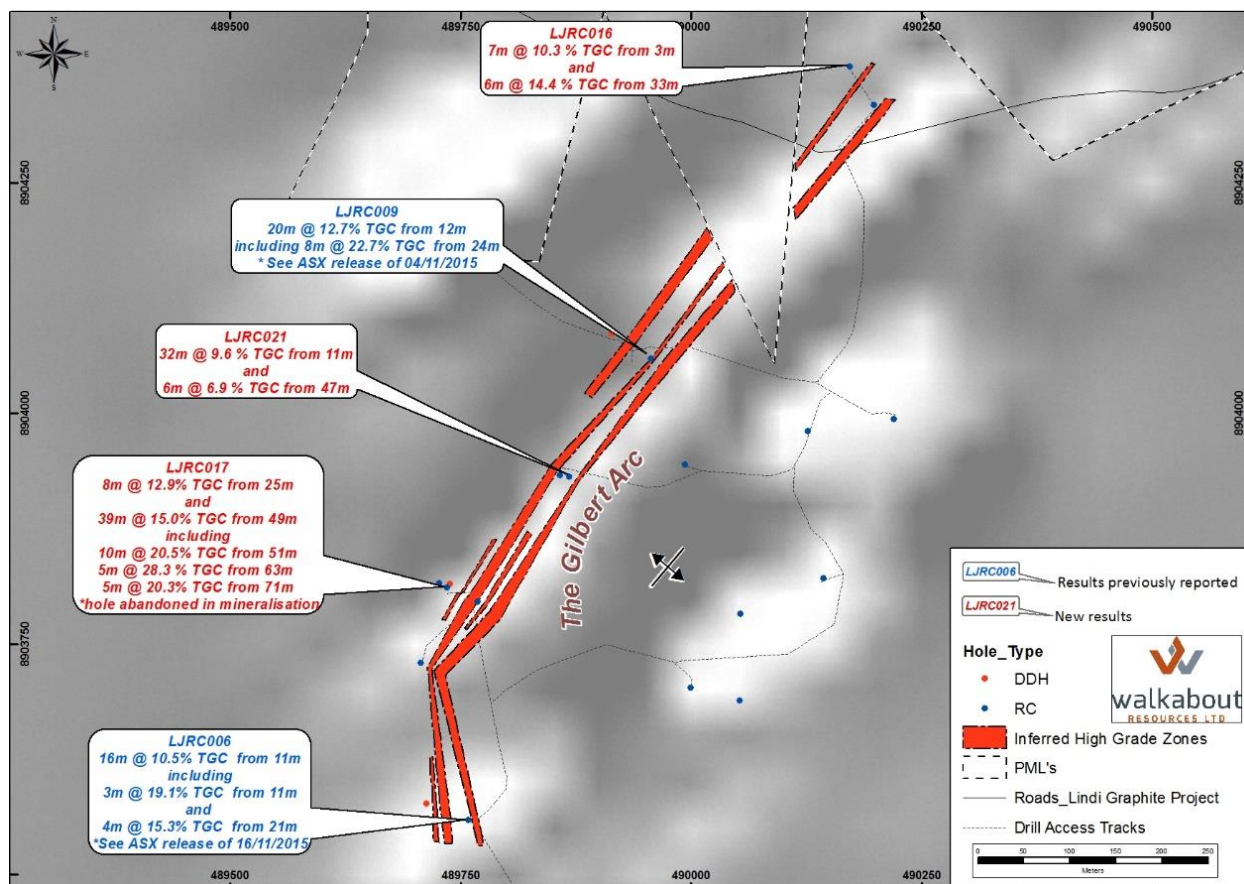 489500
489750
490000
490250
490500
N
W
E
S
LJRC016
7m @ 10.3 % TGC from 3m
and
6m @ 14.4 % TGC from 33m
8904250
8904250
LJRC009
20m @ 12.7% TGC from 12m
including 8m @ 22.7% TGC from 24m
* See ASX release of 04/11/2015
LJRC021
32m @ 9.6 % TGC from 11m
and
6m @ 6.9 % TGC from 47m
8904000
8904000
LJRC017
8m @ 12.9% TGC from 25m
and
39m @ 15.0% TGC from 49m
including
10m @ 20.5% TGC from 51m
5m @ 28.3 % TGC from 63m
5m @ 20.3% TGC from 71m
*hole abandoned in mineralisation
The Gilbert Arc
8903750
LJRC006
16m @ 10.5% TGC from 11m
including
3m @ 19.1% TGC from 11m
and
4m @ 15.3% TGC from 21m
*See ASX release of 16/11/2015
LJRC006
Results previously reported
LJRC021
New results
Hole_Type
DDH
RC
walkabout
RESOURCES LTD
Inferred High Grade Zones
PML's
Roads_Lindi Graphite Project
Drill Access Tracks
0 50 100 150 200 250
Meters
489500
489750
490000
490250